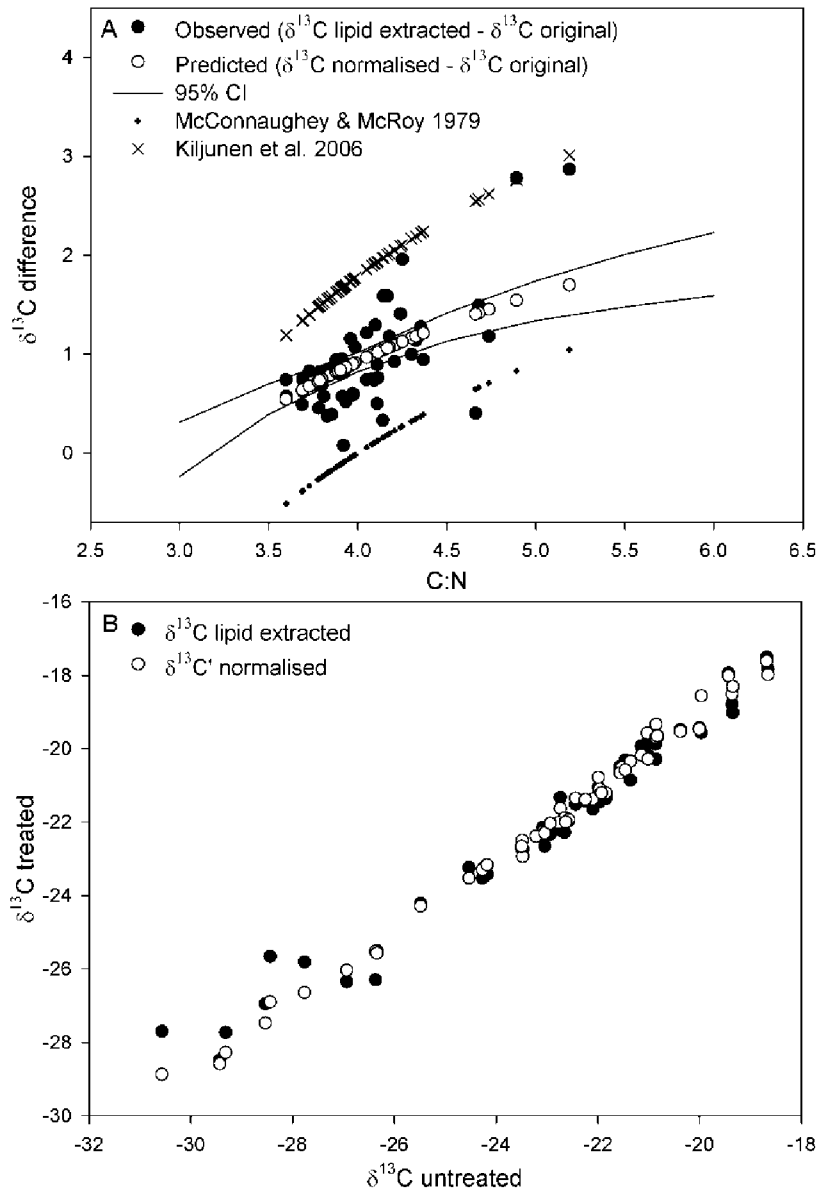 A
Observed (δ¹³C lipid extracted - δ¹³C original)
Predicted (δ¹³C normalised - δ¹³C original)
95% CI
McConnaughey & McRoy 1979
Kiljunen et al. 2006
4
3
2
1
0
δ¹³C difference
2.5 3.0 3.5 4.0 4.5 5.0 5.5 6.0 6.5
C:N
B
δ¹³C lipid extracted
δ¹³C' normalised
-16
-18
-20
-22
-24
-26
-28
-30
δ¹³C treated
-32 -30 -28 -26 -24 -22 -20 -18
δ¹³C untreated